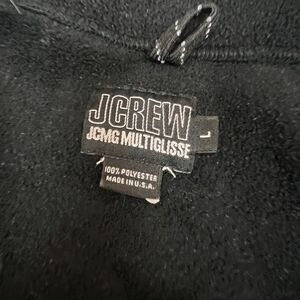 JCREW
JCMG MULTIGLISSE
L
100% POLYESTER
MADE IN U.S.A.